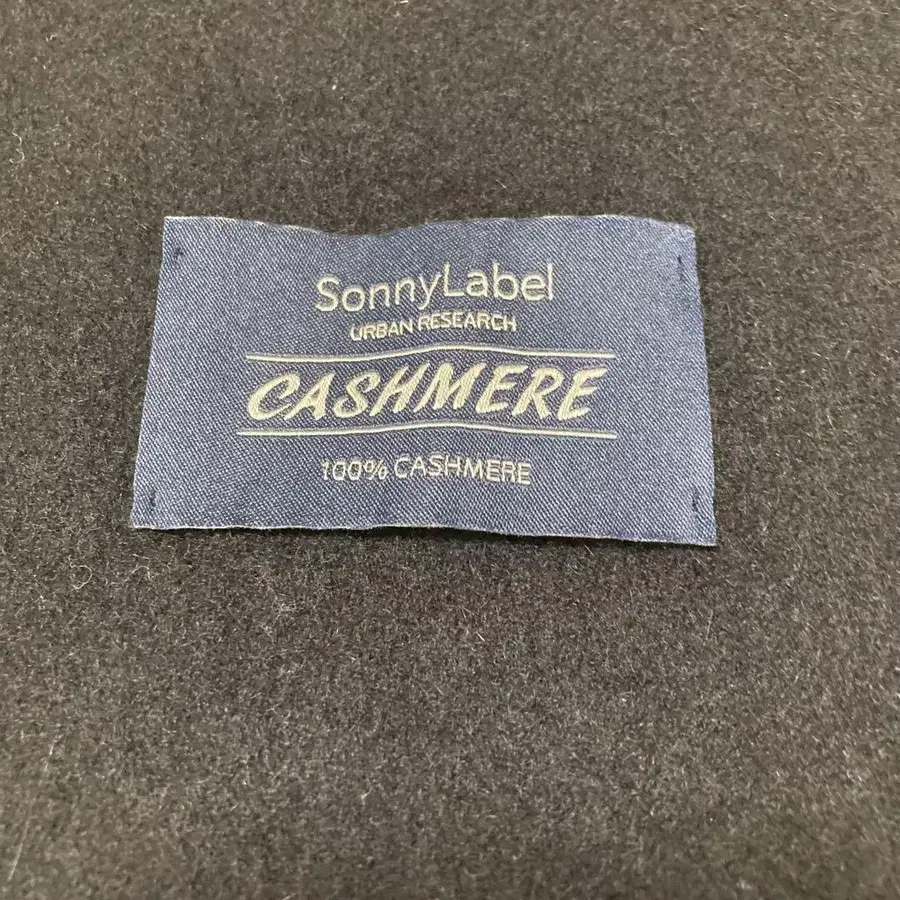 SonnyLabel
URBAN RESEARCH
CASHMERE
100% CASHMERE